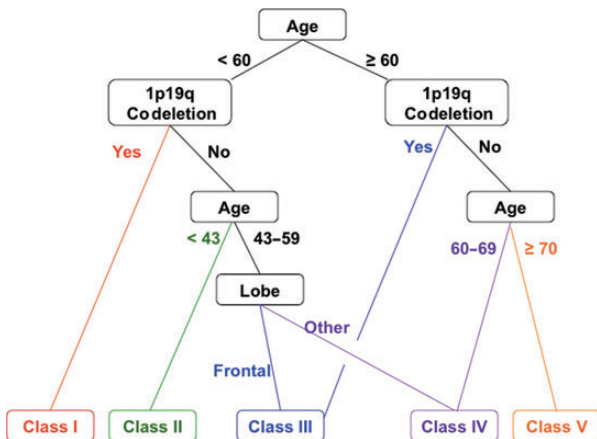 Age
< 60
≥ 60
1p19q
Codeletion
1p19q
Codeletion
Yes
No
Yes
No
Age
Age
< 43
43–59
60–69
≥ 70
Lobe
Other
Frontal
Class I
Class II
Class III
Class IV
Class V